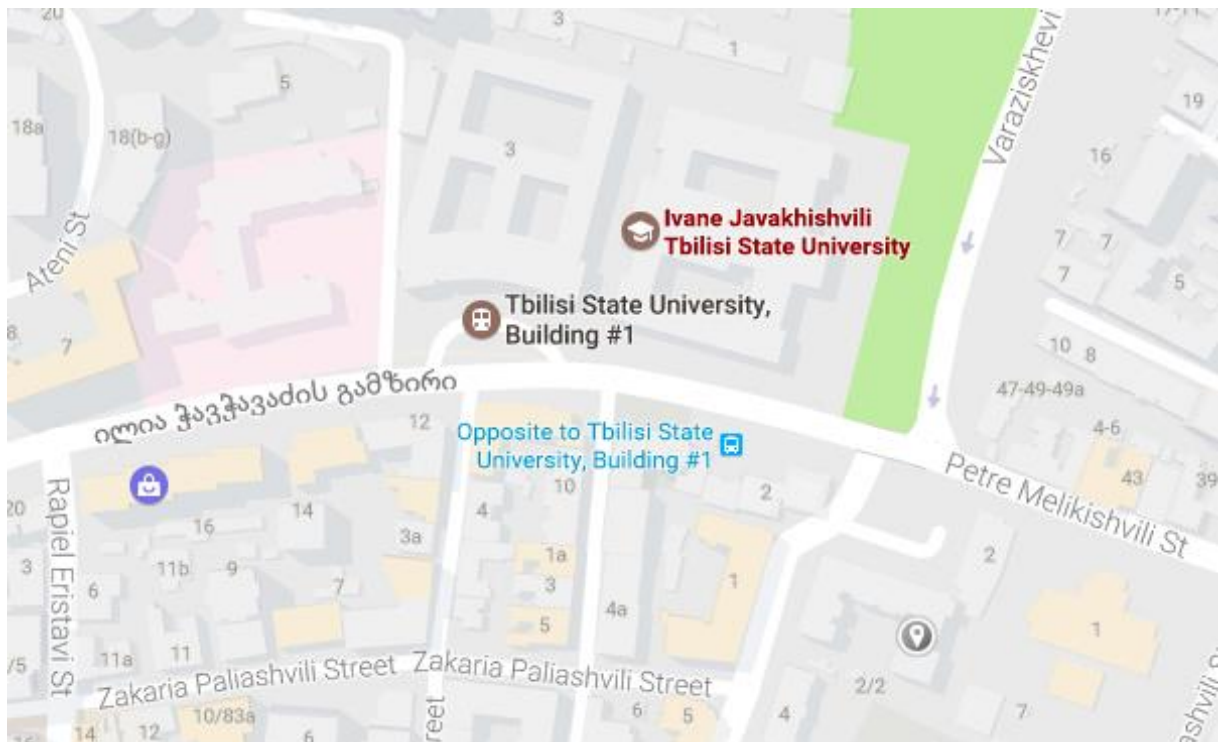 20
3
1
17-11
5
19
18a
18(b-g)
3
16
Varaziskhevi
Ivane Javakhishvili
Tbilisi State University
7
7
7
5
Ateni St
Tbilisi State University,
Building #1
8
7
10
8
47-49-49a
ილია ჭავჭავაძის გამზირი
12
4-6
Opposite to Tbilisi State
University, Building #1
43
39
Petre Melikishvili St
10
2
20
16
14
4
3a
1a
2
3
11b
9
7
3
1
6
4a
5
1
Rapiel Eristavi St
11a
11
/5
Zakaria Paliashvili Street
Zakaria Paliashvili Street
2/2
10/83a
6
5
4
7
14
12
6
reet
ashvili S